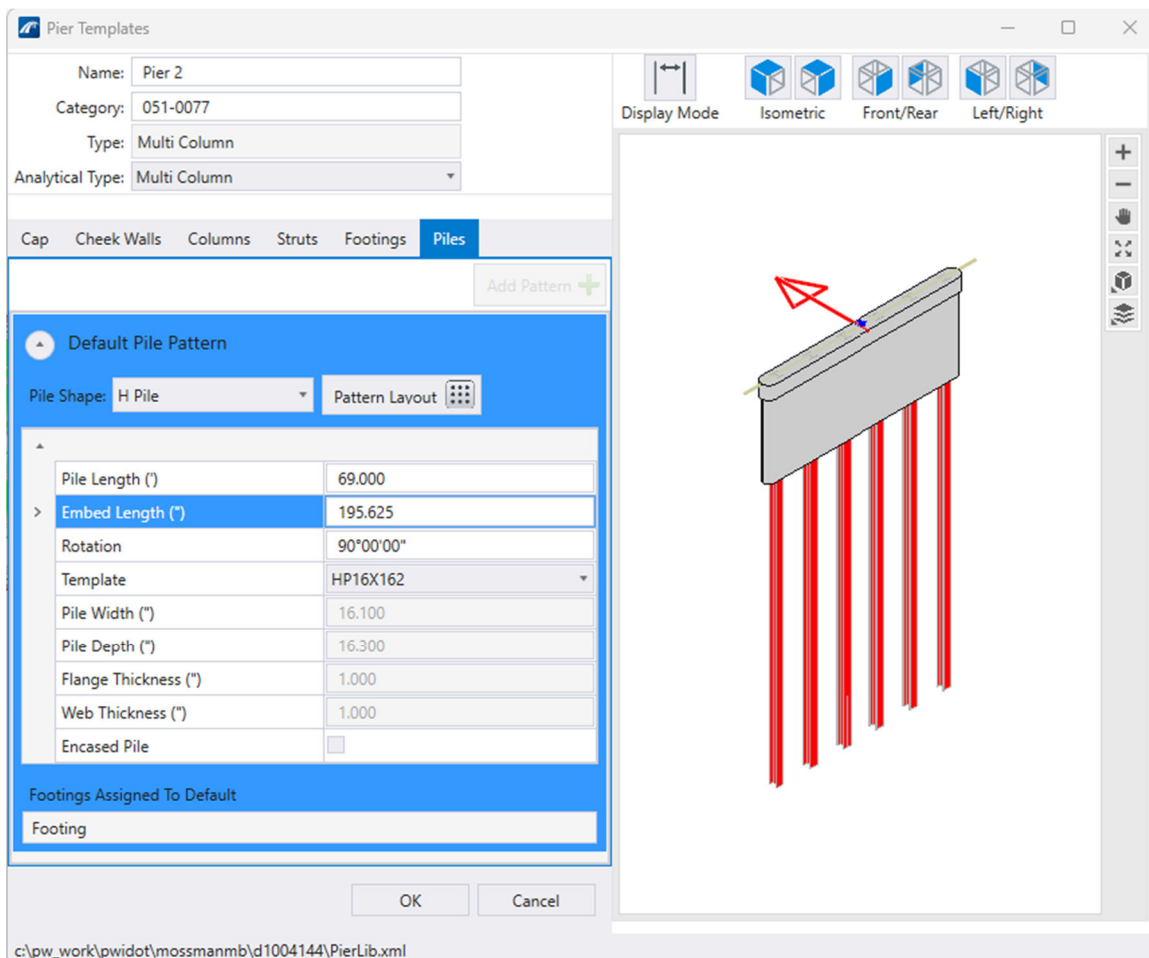 Pier Templates
Name: Pier 2
Category: 051-0077
Type: Multi Column
Analytical Type: Multi Column
Display Mode Isometric Front/Rear Left/Right
Cap Cheek Walls Columns Struts Footings Piles
Add Pattern
Default Pile Pattern
Pile Shape: H Pile Pattern Layout
Pile Length (') 69.000
Embed Length (") 195.625
Rotation 90°00'00"
Template HP16X162
Pile Width (") 16.100
Pile Depth (") 16.300
Flange Thickness (") 1.000
Web Thickness (") 1.000
Encased Pile
Footings Assigned To Default
Footing
OK Cancel
c:\pw_work\pwidot\mossmanmb\d1004144\PierLib.xml